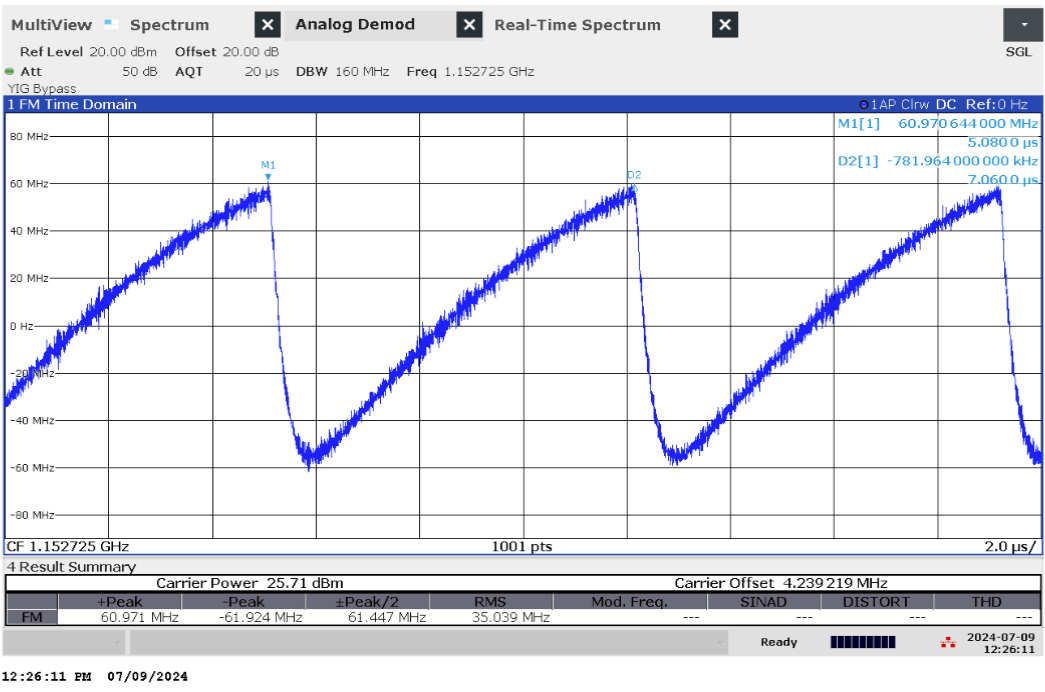 MultiView Spectrum X Analog Demod X Real-Time Spectrum X
Ref Level 20.00 dBm Offset 20.00 dB SGL
Att 50 dB AQT 20 µs DBW 160 MHz Freq 1.152725 GHz
YIG Bypass
1 FM Time Domain 1AP Clrw DC Ref:0 Hz
M1[1] 60.970 644 000 MHz
80 MHz
5.080 0 µs
D2[1] -781.964 000 000 kHz
M1
D2
7.060 0 µs
60 MHz
40 MHz
20 MHz
0 Hz
-20 MHz
-40 MHz
-60 MHz
-80 MHz
CF 1.152725 GHz 1001 pts 2.0 µs/
4 Result Summary
Carrier Power 25.71 dBm Carrier Offset 4.239 219 MHz
+Peak -Peak ±Peak/2 RMS Mod. Freq. SINAD DISTORT THD
FM 60.971 MHz -61.924 MHz 61.447 MHz 35.039 MHz --- --- --- ---
Ready 2024-07-09
12:26:11
12:26:11 PM 07/09/2024